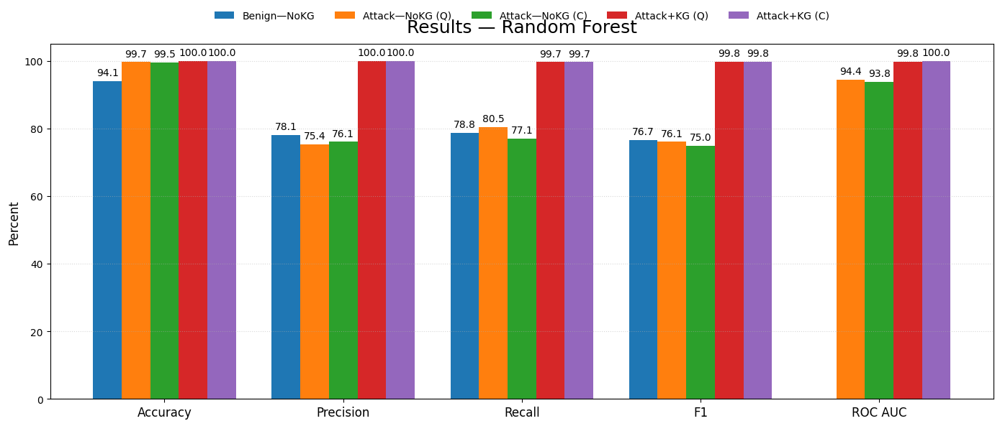 Benign—NoKG Attack—NoKG (Q) Attack—NoKG (C) Attack+KG (Q) Attack+KG (C)
Results — Random Forest
Percent
100
80
60
40
20
0
94.1 99.7 99.5 100.0 100.0
78.1 75.4 76.1 100.0 100.0
78.8 80.5 77.1 99.7 99.7
76.7 76.1 75.0 99.8 99.8
94.4 93.8 99.8 100.0
Accuracy Precision Recall F1 ROC AUC